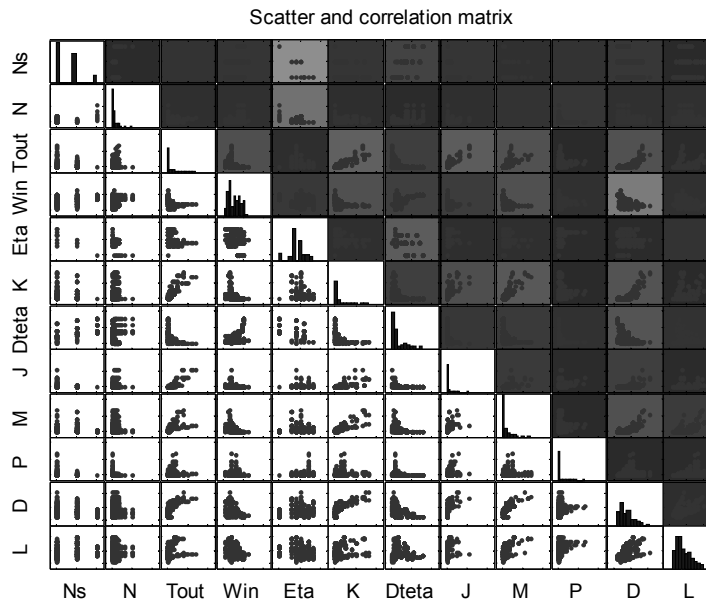 Scatter and correlation matrix
Ns
N
Tout
Win
Eta
K
Dteta
J
M
P
D
L
Ns N Tout Win Eta K Dteta J M P D L